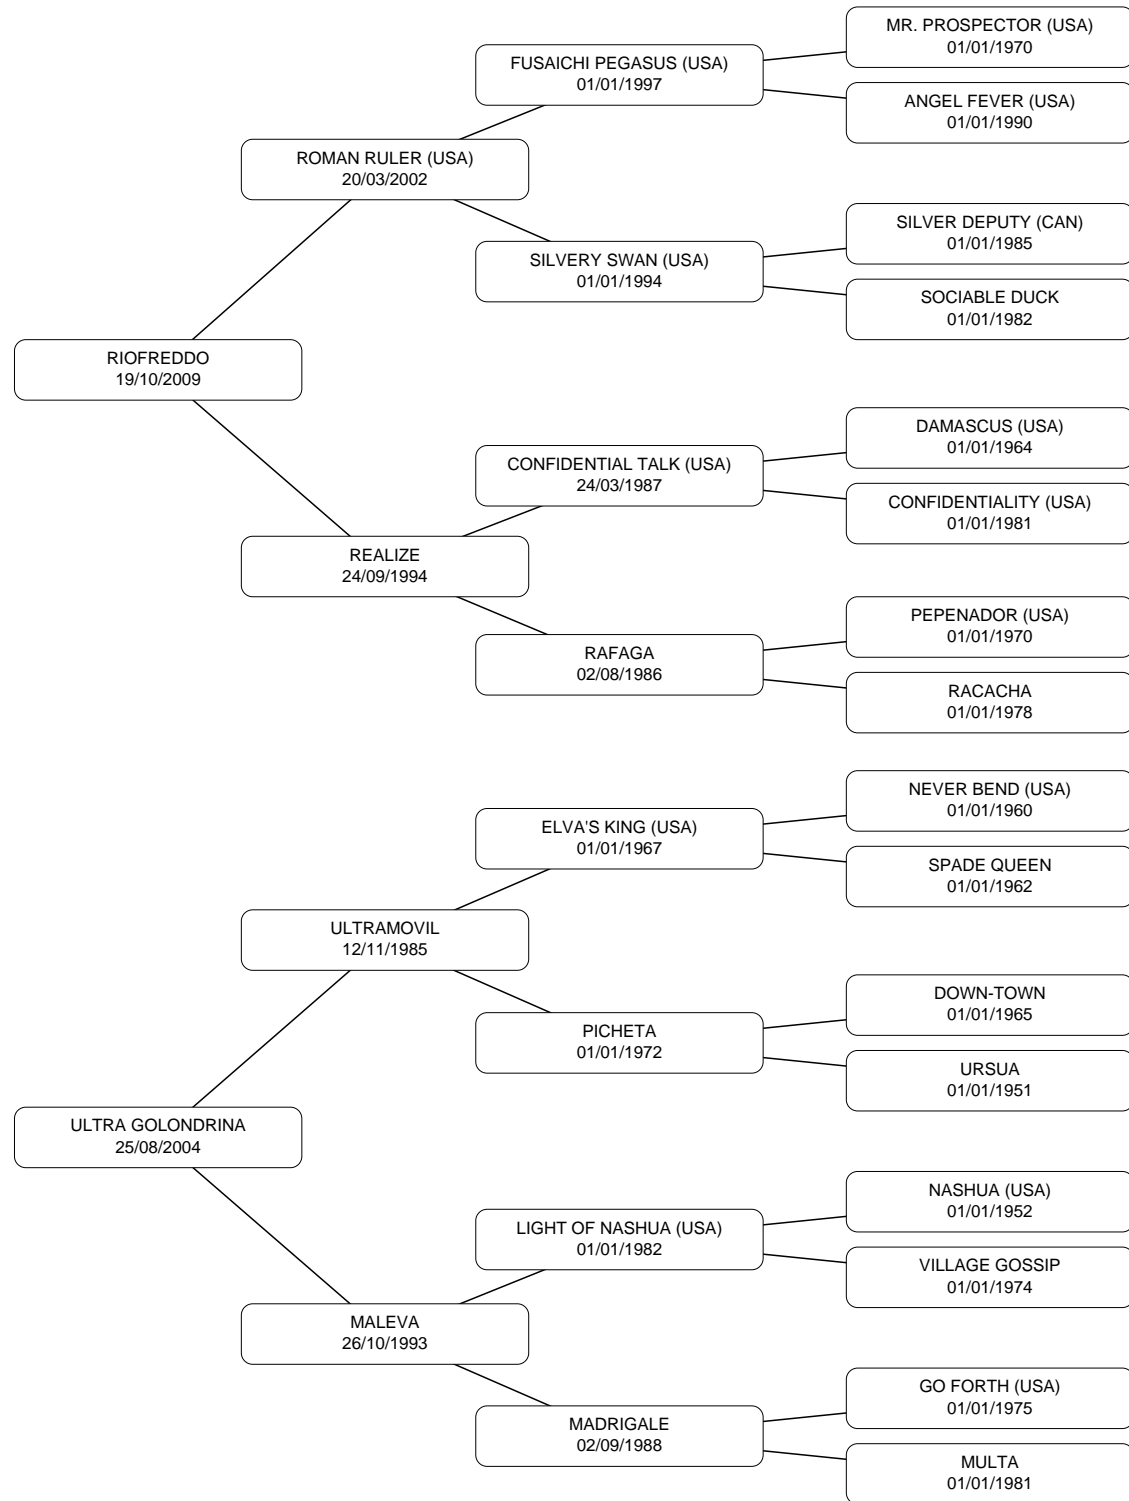 MR. PROSPECTOR (USA)
01/01/1970
FUSAICHI PEGASUS (USA)
01/01/1997
ANGEL FEVER (USA)
01/01/1990
ROMAN RULER (USA)
20/03/2002
SILVER DEPUTY (CAN)
01/01/1985
SILVERY SWAN (USA)
01/01/1994
SOCIABLE DUCK
01/01/1982
RIOFREDDO
19/10/2009
DAMASCUS (USA)
01/01/1964
CONFIDENTIAL TALK (USA)
24/03/1987
CONFIDENTIALITY (USA)
01/01/1981
REALIZE
24/09/1994
PEPENADOR (USA)
01/01/1970
RAFAGA
02/08/1986
RACACHA
01/01/1978
NEVER BEND (USA)
01/01/1960
ELVA'S KING (USA)
01/01/1967
SPADE QUEEN
01/01/1962
ULTRAMOVIL
12/11/1985
DOWN-TOWN
01/01/1965
PICHETA
01/01/1972
URSUA
01/01/1951
ULTRA GOLONDRINA
25/08/2004
NASHUA (USA)
01/01/1952
LIGHT OF NASHUA (USA)
01/01/1982
VILLAGE GOSSIP
01/01/1974
MALEVA
26/10/1993
GO FORTH (USA)
01/01/1975
MADRIGALE
02/09/1988
MULTA
01/01/1981